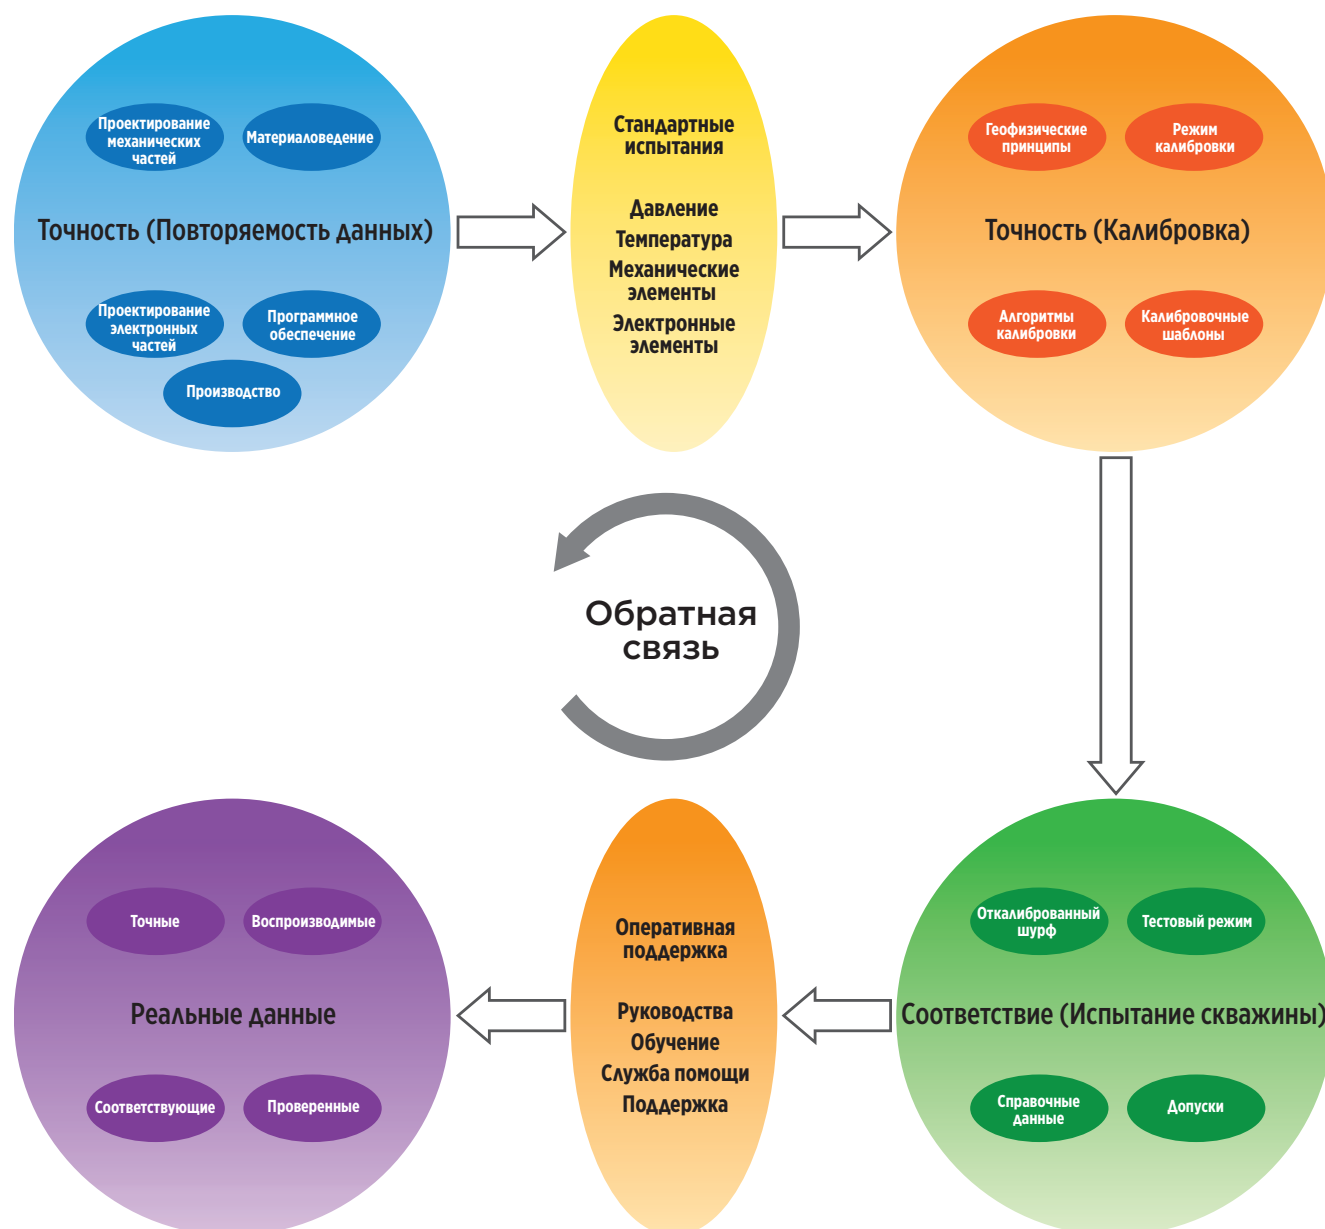 Проектирование
механических
частей
Материаловедение
Точность (Повторяемость данных)
Проектирование
электронных
частей
Программное
обеспечение
Производство
Стандартные
испытания
Давление
Температура
Механические
элементы
Электронные
элементы
Геофизические
принципы
Режим
калибровки
Точность (Калибровка)
Алгоритмы
калибровки
Калибровочные
шаблоны
Обратная
связь
Точные
Воспроизводимые
Реальные данные
Соответствующие
Проверенные
Оперативная
поддержка
Руководства
Обучение
Служба помощи
Поддержка
Откалиброванный
шурф
Тестовый режим
Соответствие (Испытание скважины)
Справочные
данные
Допуски